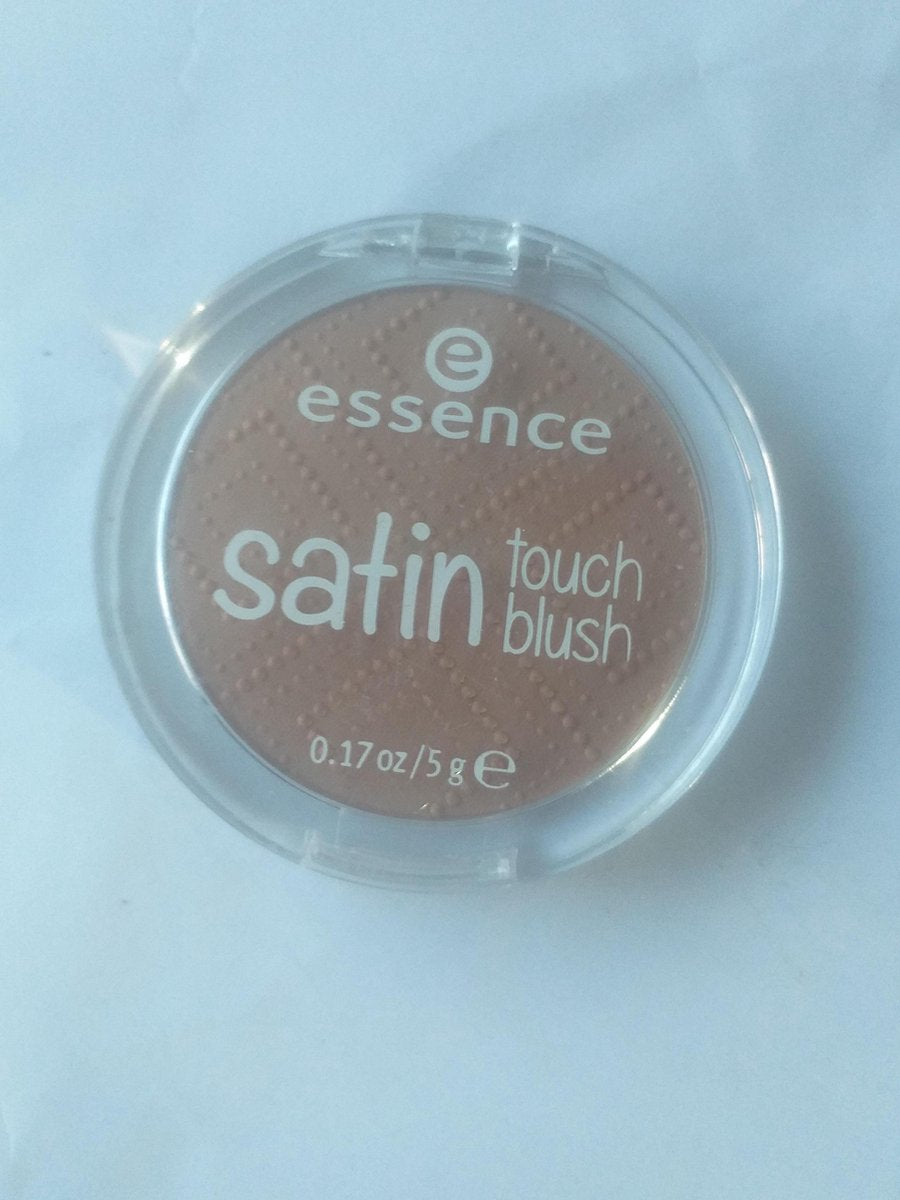 e
essence
satin touch
blush
0.17 oz/5 g ℮